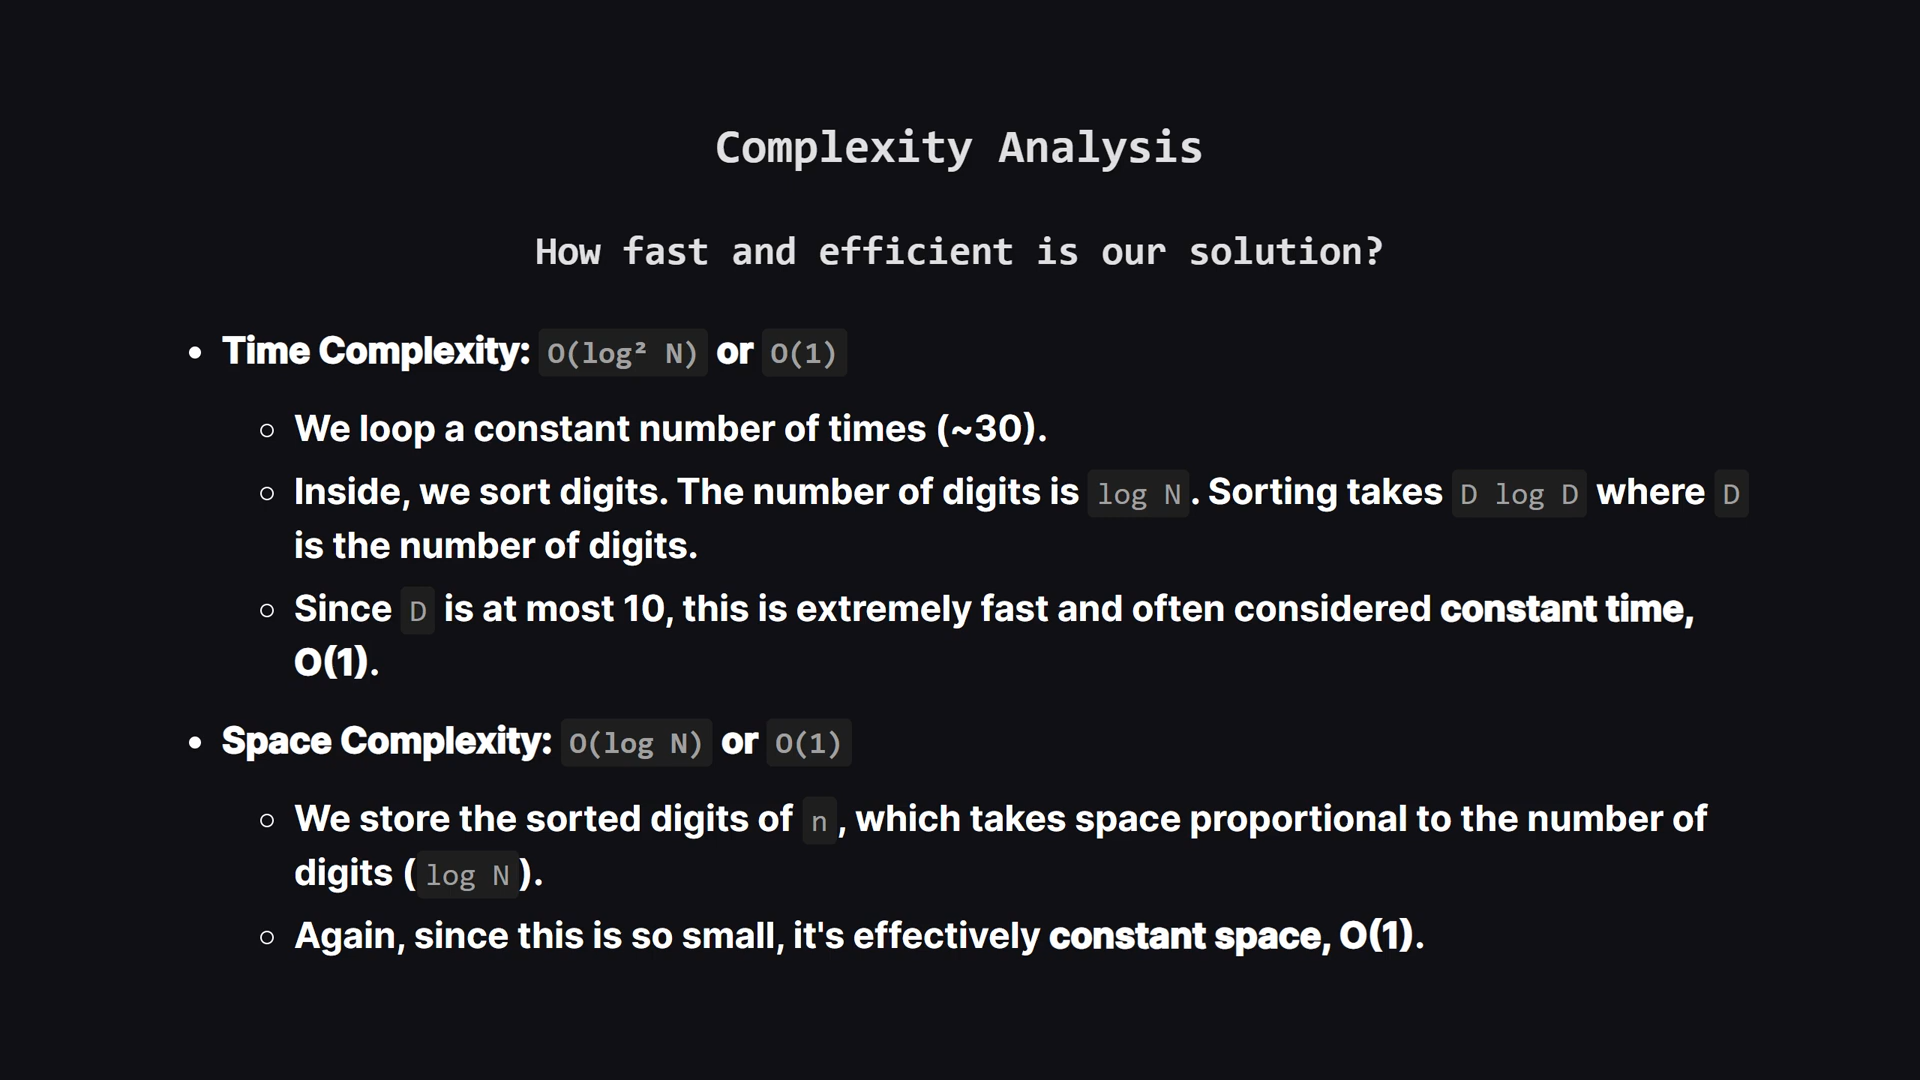 Complexity Analysis
How fast and efficient is our solution?
• Time Complexity: O(log² N) or O(1)
◦ We loop a constant number of times (~30).
◦ Inside, we sort digits. The number of digits is log N. Sorting takes D log D where D
is the number of digits.
◦ Since D is at most 10, this is extremely fast and often considered constant time,
O(1).
• Space Complexity: O(log N) or O(1)
◦ We store the sorted digits of n, which takes space proportional to the number of
digits (log N).
◦ Again, since this is so small, it's effectively constant space, O(1).